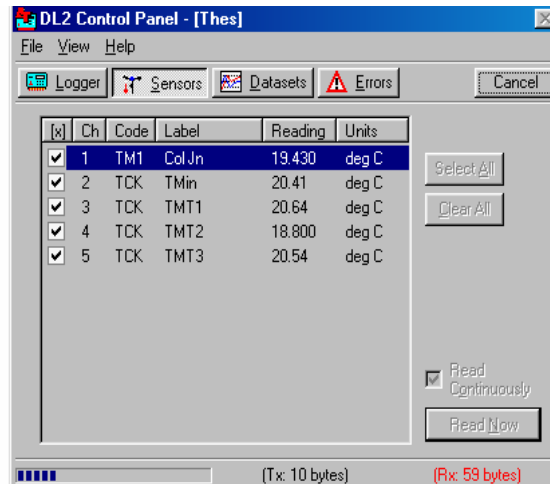 DL2 Control Panel - [Thes]
File View Help
Logger Sensors Datasets Errors Cancel
[x] Ch Code Label Reading Units
1 TM1 ColJn 19.430 deg C
2 TCK TMin 20.41 deg C
3 TCK TMT1 20.64 deg C
4 TCK TMT2 18.800 deg C
5 TCK TMT3 20.54 deg C
Select All
Clear All
Read
Continuously
Read Now
(Tx: 10 bytes) (Rx: 59 bytes)